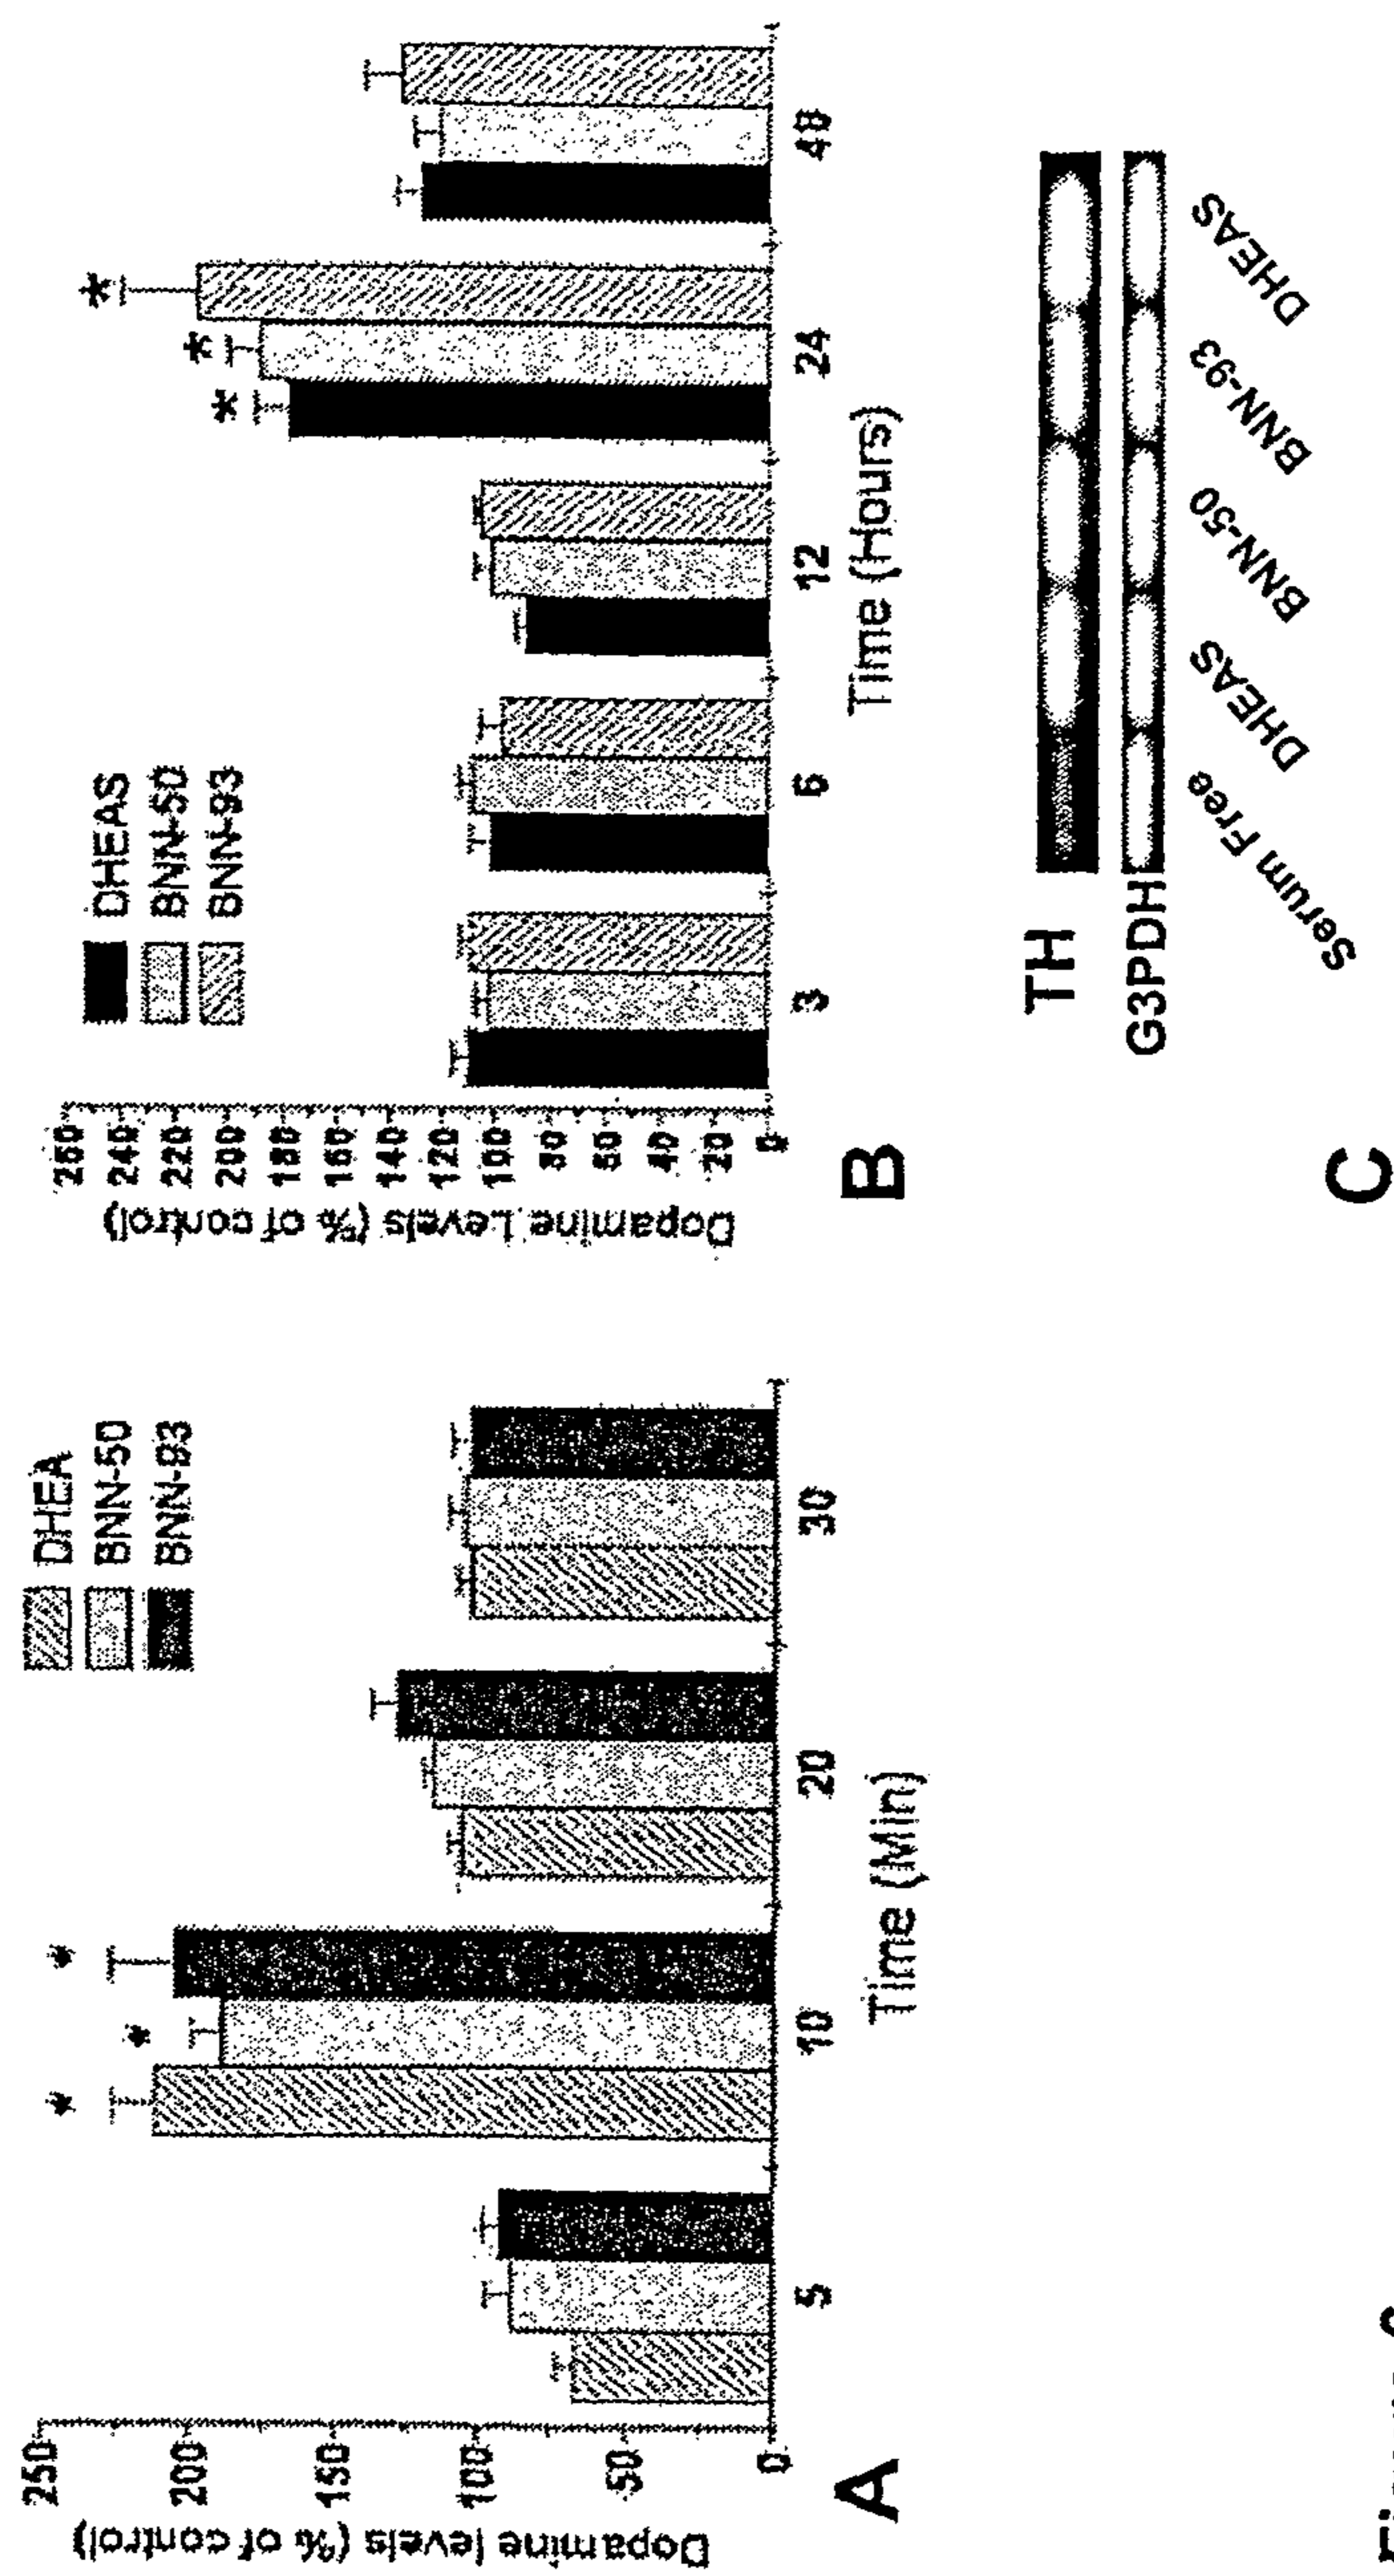 DHEA
BNN-50
BNN-93
Dopamine levels (% of control)
250
200
150
100
50
0
5
10
20
30
Time (Min)
A
DHEAS
BNN-50
BNN-93
Dopamine Levels (% of control)
260
240
220
200
180
160
140
120
100
80
60
40
20
0
3
6
12
24
48
Time (Hours)
B
TH
G3PDH
Serum Free
DHEAS
BNN-50
BNN-93
DHEAS
C